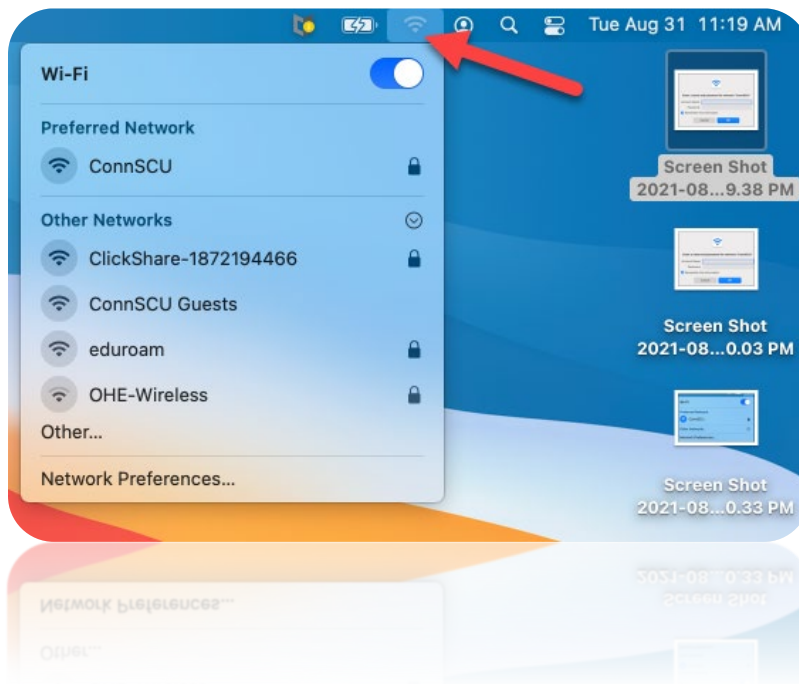 Tue Aug 31 11:19 AM
Wi-Fi
Preferred Network
ConnSCU
Other Networks
ClickShare-1872194466
ConnSCU Guests
eduroam
OHE-Wireless
Other...
Network Preferences...
Screen Shot
2021-08...9.38 PM
Screen Shot
2021-08...0.03 PM
Screen Shot
2021-08...0.33 PM